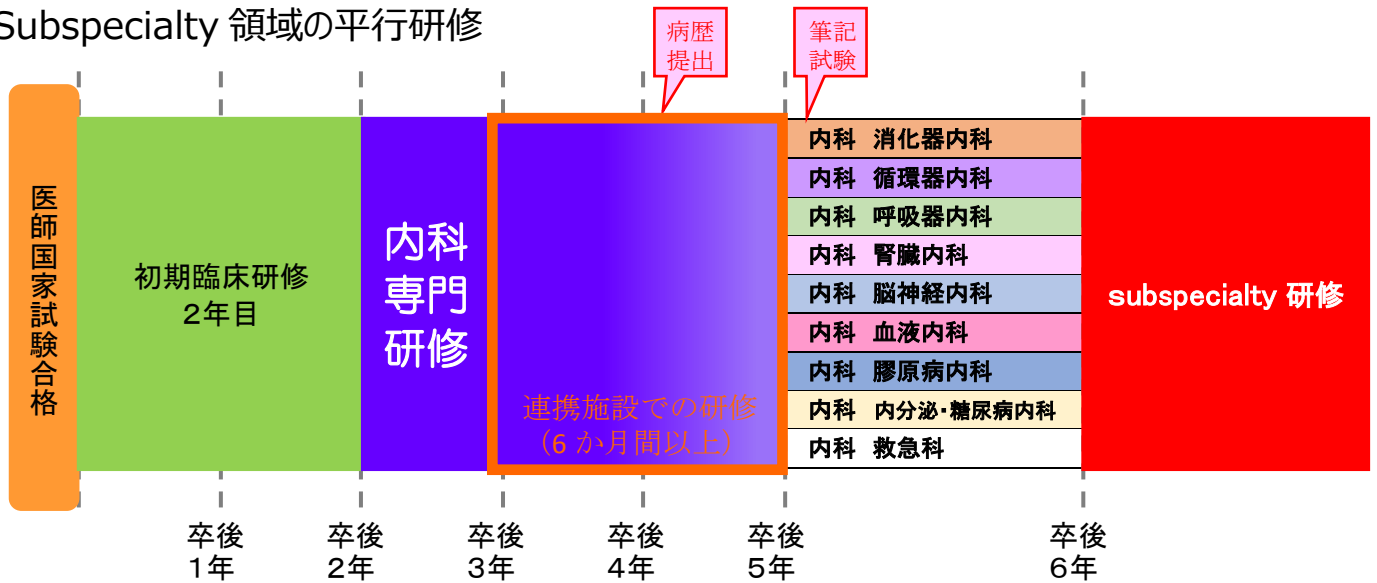 Subspecialty 領域の平行研修
病歴
提出
筆記
試験
医師国家試験合格
初期臨床研修
2年目
内科
専門
研修
連携施設での研修
（6 か月間以上）
内科 消化器内科
内科 循環器内科
内科 呼吸器内科
内科 腎臓内科
内科 脳神経内科
内科 血液内科
内科 膠原病内科
内科 内分泌・糖尿病内科
内科 救急科
subspecialty 研修
卒後
1年
卒後
2年
卒後
3年
卒後
4年
卒後
5年
卒後
6年